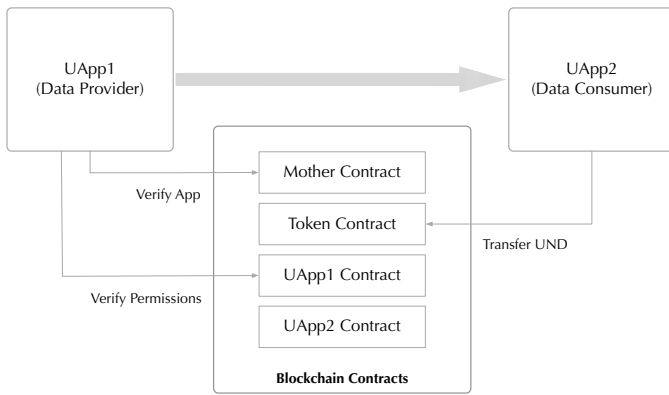 UApp1
(Data Provider)
UApp2
(Data Consumer)
Mother Contract
Verify App
Token Contract
Transfer UND
UApp1 Contract
Verify Permissions
UApp2 Contract
Blockchain Contracts